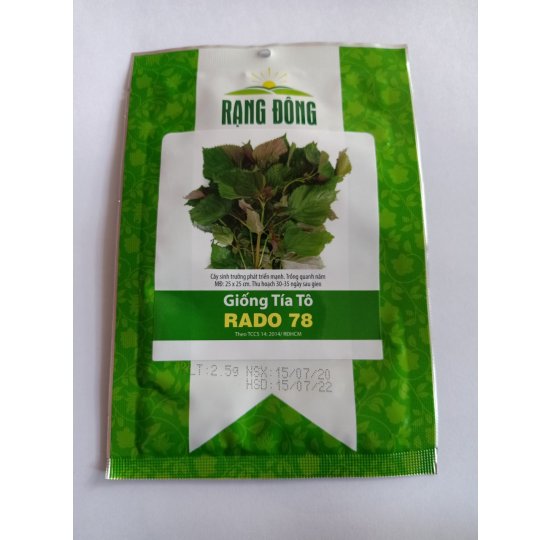 RẠNG ĐÔNG
Cây sinh trưởng phát triển mạnh. Trồng quanh năm
MĐ: 25 x 25 cm. Thu hoạch 30-35 ngày sau gieo
Giống Tía Tô
RADO 78
Theo TCCS 14: 2014/ RĐHCM
LT:2.5g NSX:15/07/20
HSD:15/07/22